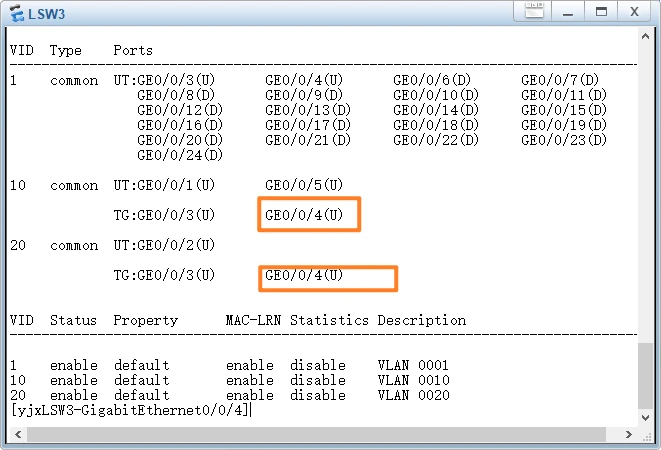 LSW3
VID  Type    Ports
--------------------------------------------------------------------------------
1    common  UT:GE0/0/3(U)      GE0/0/4(U)      GE0/0/6(D)      GE0/0/7(D)
GE0/0/8(D)      GE0/0/9(D)      GE0/0/10(D)     GE0/0/11(D)
GE0/0/12(D)     GE0/0/13(D)     GE0/0/14(D)     GE0/0/15(D)
GE0/0/16(D)     GE0/0/17(D)     GE0/0/18(D)     GE0/0/19(D)
GE0/0/20(D)     GE0/0/21(D)     GE0/0/22(D)     GE0/0/23(D)
GE0/0/24(D)
10   common  UT:GE0/0/1(U)      GE0/0/5(U)
TG:GE0/0/3(U)      GE0/0/4(U)
20   common  UT:GE0/0/2(U)
TG:GE0/0/3(U)      GE0/0/4(U)
VID  Status  Property      MAC-LRN Statistics Description
--------------------------------------------------------------------------------
1    enable  default       enable  disable    VLAN 0001
10   enable  default       enable  disable    VLAN 0010
20   enable  default       enable  disable    VLAN 0020
[yjxLSW3-GigabitEthernet0/0/4]